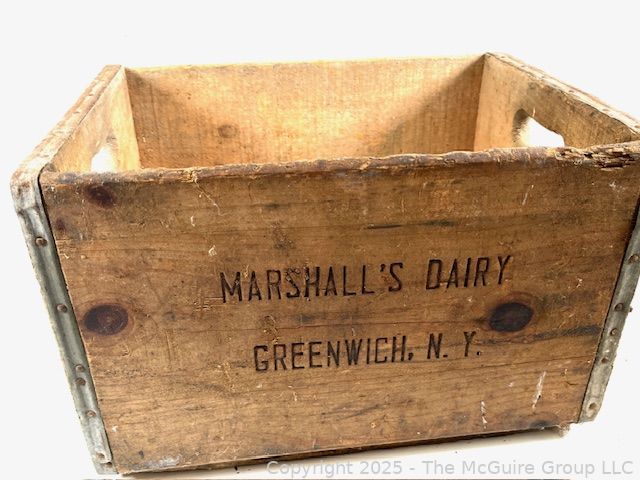 MARSHALL'S DAIRY
GREENWICH, N. Y.
Copyright 2025 - The McGuire Group LLC